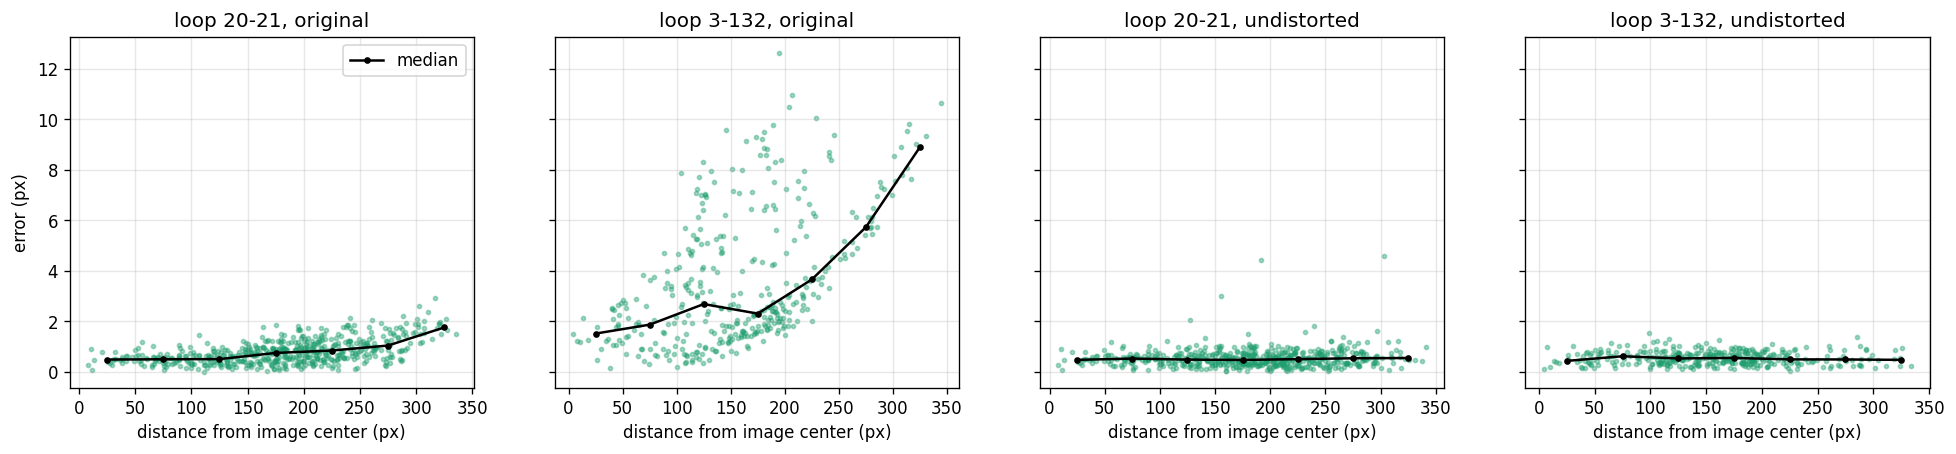 loop 20-21, original
loop 3-132, original
loop 20-21, undistorted
loop 3-132, undistorted
median
error (px)
12
10
8
6
4
2
0
0 50 100 150 200 250 300 350
0 50 100 150 200 250 300 350
0 50 100 150 200 250 300 350
0 50 100 150 200 250 300 350
distance from image center (px)
distance from image center (px)
distance from image center (px)
distance from image center (px)